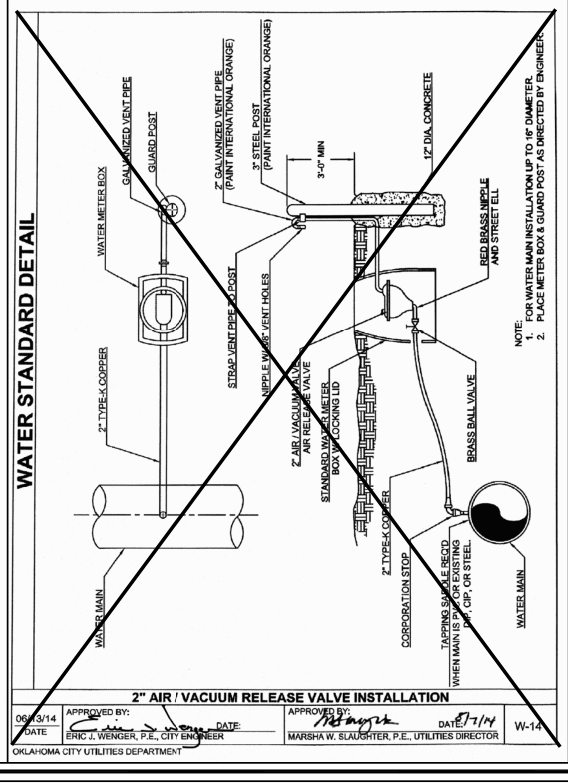 WATER STANDARD DETAIL
WATER MAIN
2" TYPE-K COPPER
WATER METER BOX
GALVANIZED VENT PIPE
GUARD POST
2" GALVANIZED VENT PIPE
(PAINT INTERNATIONAL ORANGE)
3" STEEL POST
(PAINT INTERNATIONAL ORANGE)
3'-0" MIN
12" DIA. CONCRETE
STRAP VENT PIPE TO POST
NIPPLE W/ VENT HOLES
2" AIR / VACUUM VALVE
AIR RELEASE VALVE
STANDARD WATER METER
BOX W/ LOCKING LID
RED BRASS NIPPLE
AND STREET ELL
BRASS BALL VALVE
2" TYPE-K COPPER
CORPORATION STOP
TAPPING SADDLE REQ'D
WHEN MAIN IS PVC OR EXISTING
DIP, CIP, OR STEEL.
WATER MAIN
NOTE:
1. FOR WATER MAIN INSTALLATION UP TO 16" DIAMETER.
2. PLACE METER BOX & GUARD POST AS DIRECTED BY ENGINEER.
2" AIR / VACUUM RELEASE VALVE INSTALLATION
06/13/14
DATE
APPROVED BY:
DATE:
ERIC J. WENGER, P.E., CITY ENGINEER
APPROVED BY:
DATE: 8/7/14
MARSHA W. SLAUGHTER, P.E., UTILITIES DIRECTOR
W-14
OKLAHOMA CITY UTILITIES DEPARTMENT